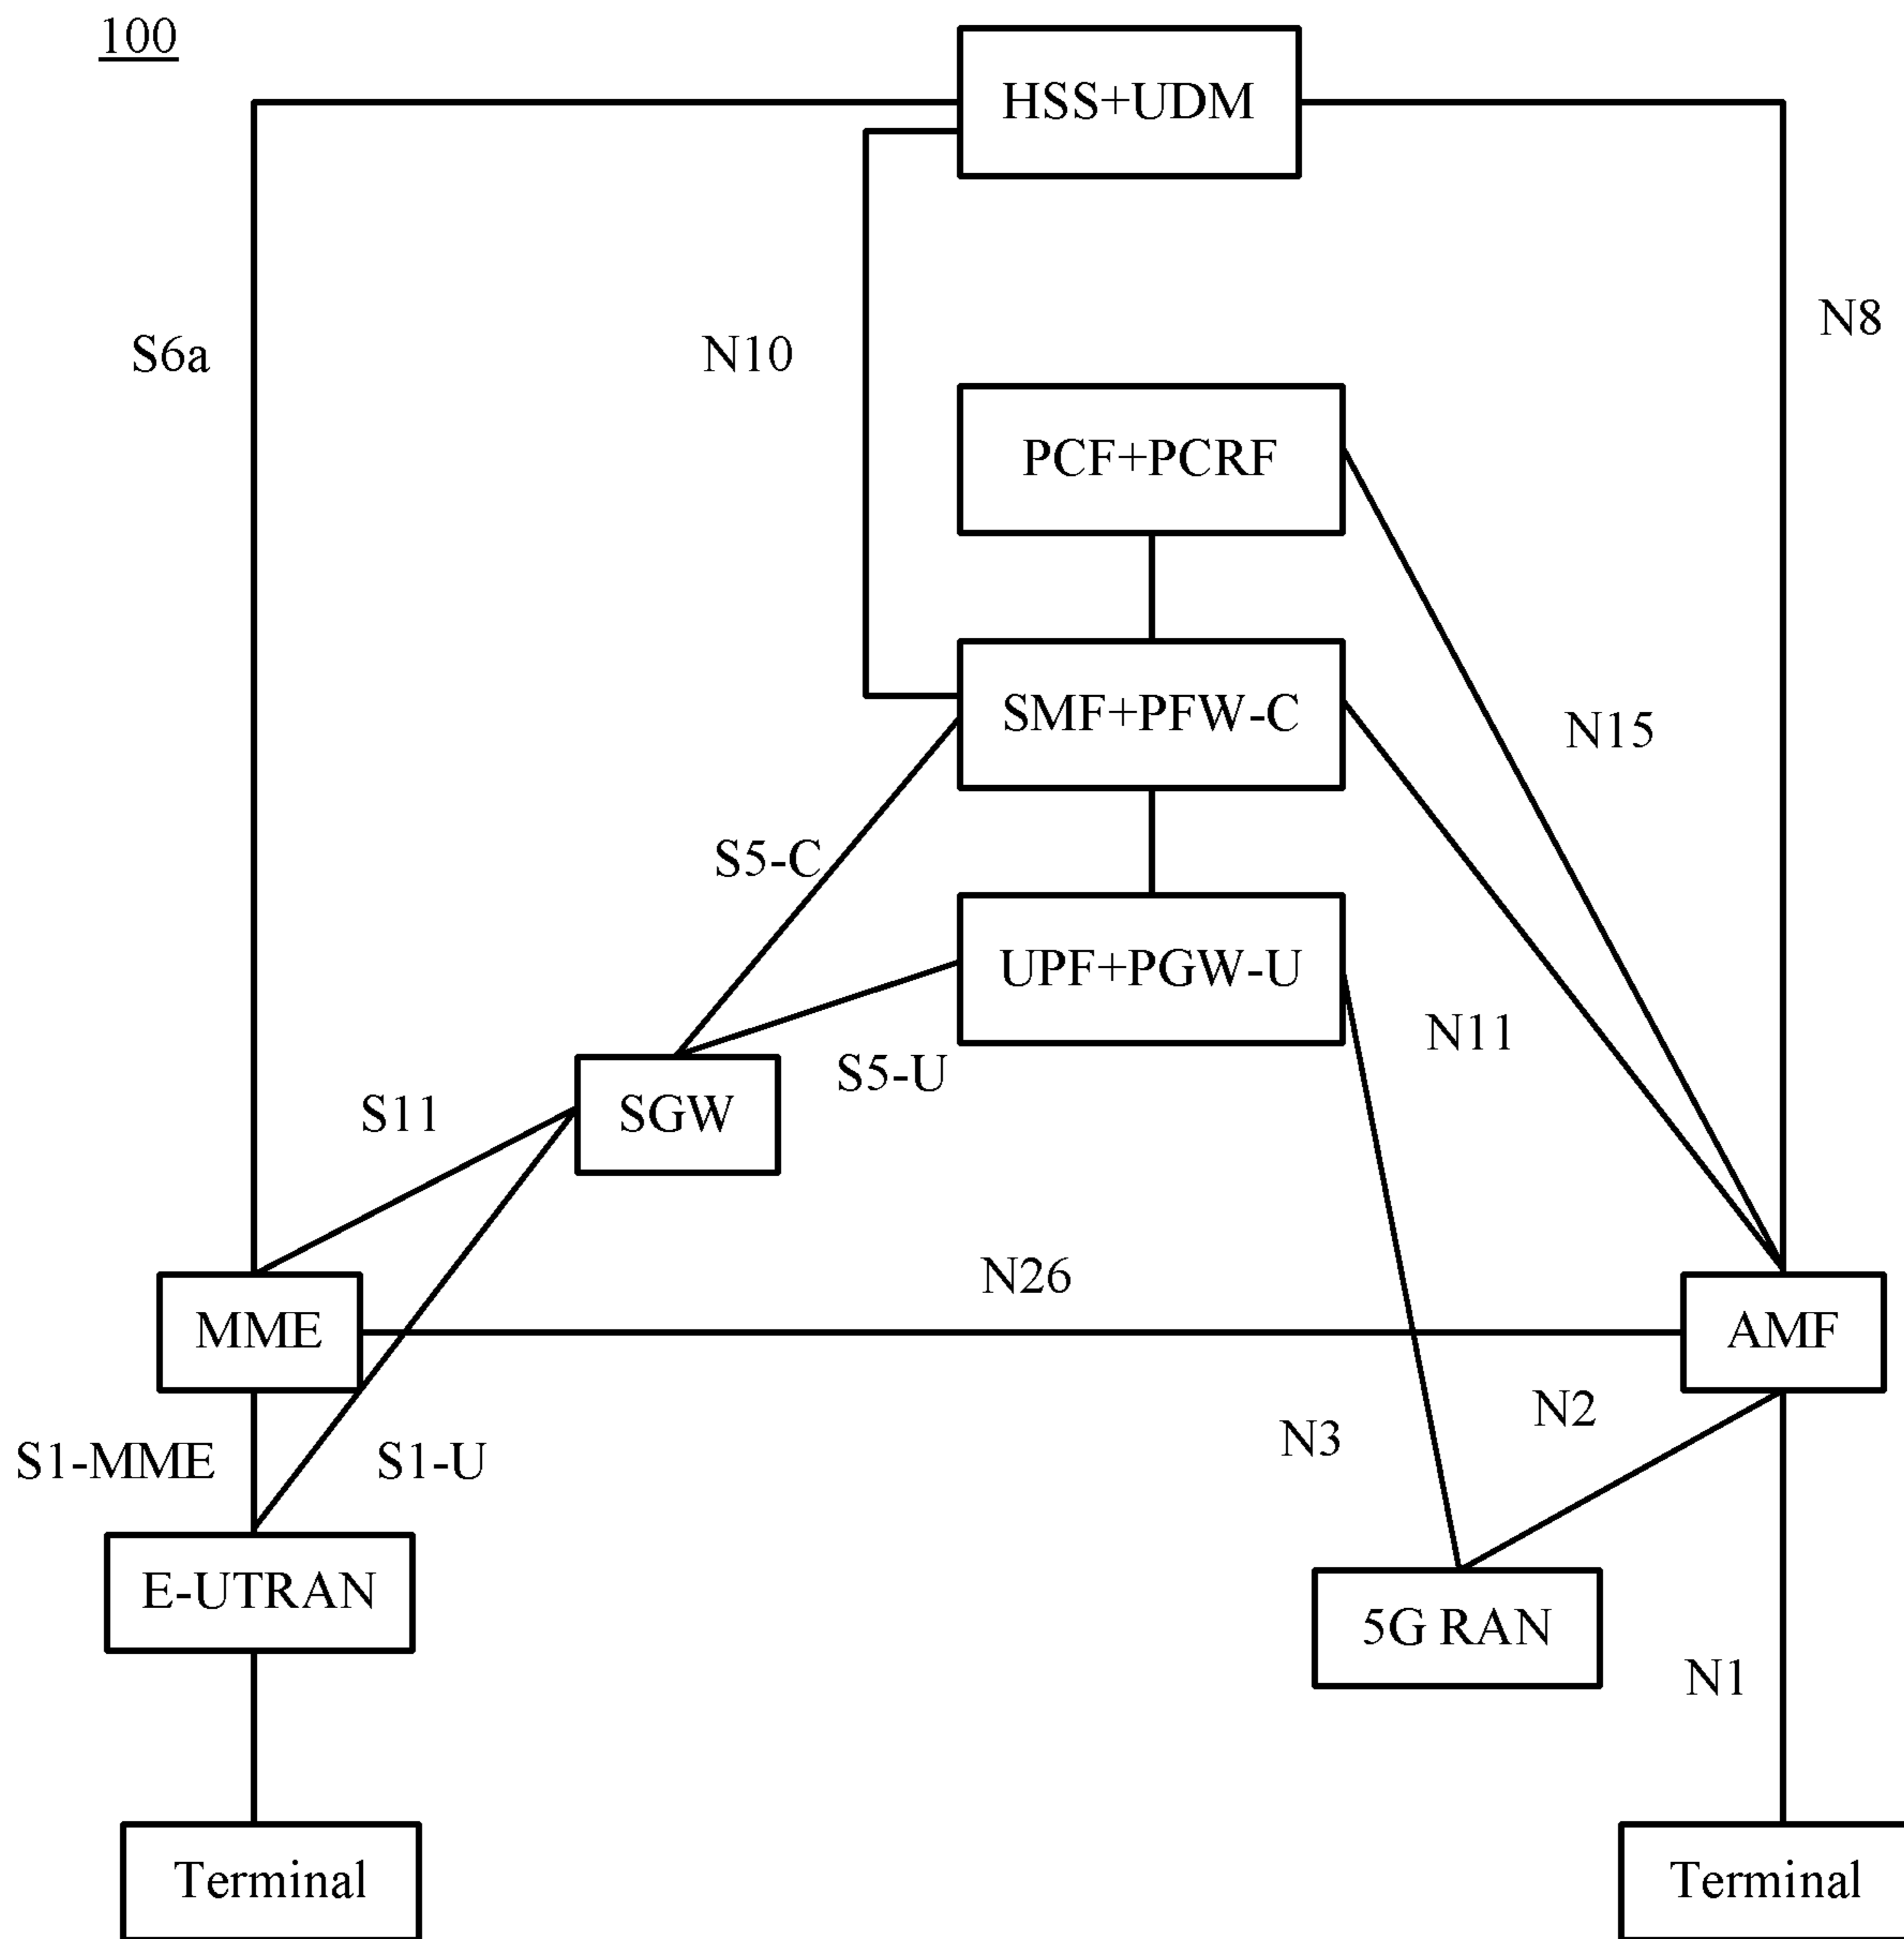 100
HSS+UDM
N8
S6a
N10
PCF+PCRF
SMF+PFW-C
N15
S5-C
UPF+PGW-U
N11
S5-U
S11
SGW
N26
MME
AMF
N2
N3
S1-MME
S1-U
E-UTRAN
5G RAN
N1
Terminal
Terminal